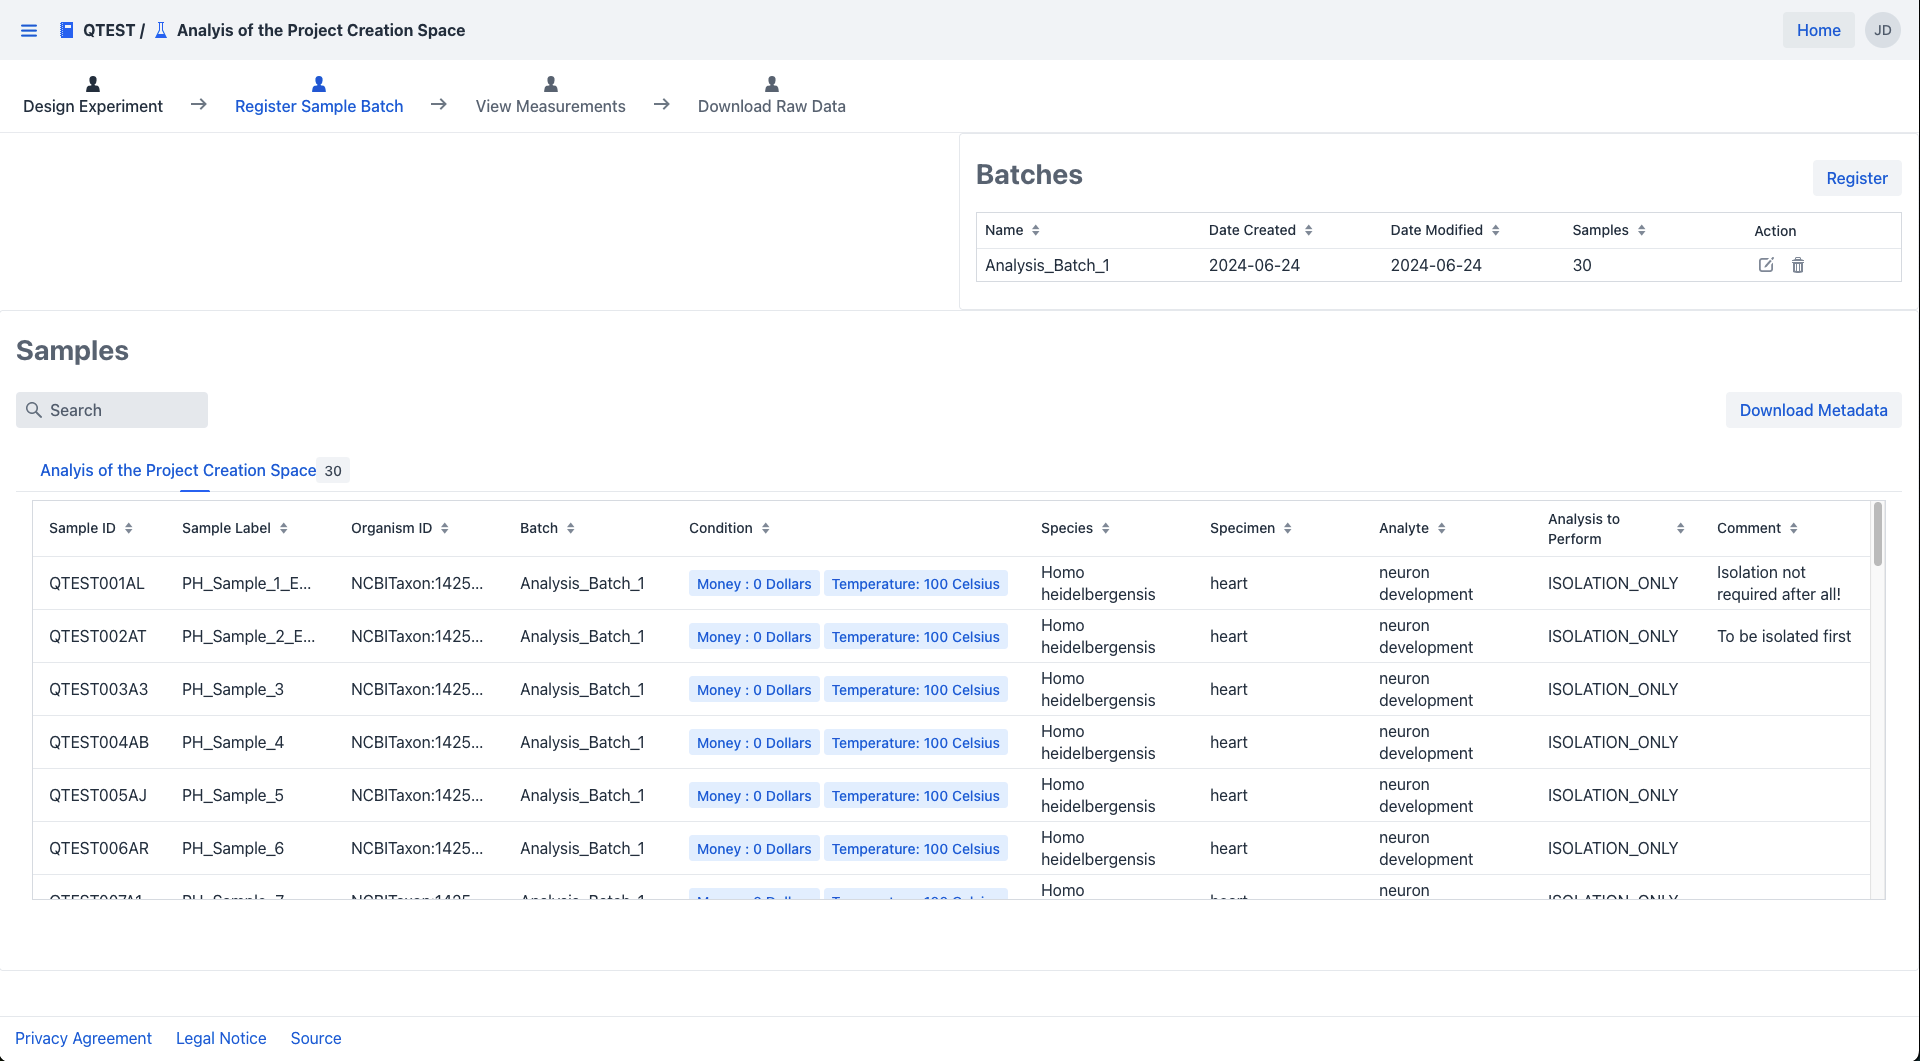 QTEST / Analyis of the Project Creation Space Home JD
Design Experiment Register Sample Batch View Measurements Download Raw Data
Batches
Register
Name Date Created Date Modified Samples Action
Analysis_Batch_1 2024-06-24 2024-06-24 30
Samples
Search
Download Metadata
Analyis of the Project Creation Space 30
Sample ID Sample Label Organism ID Batch Condition Species Specimen Analyte Analysis to Perform Comment
QTEST001AL PH_Sample_1_E... NCBITaxon:1425... Analysis_Batch_1 Money : 0 Dollars Temperature: 100 Celsius Homo heidelbergensis heart neuron development ISOLATION_ONLY Isolation not required after all!
QTEST002AT PH_Sample_2_E... NCBITaxon:1425... Analysis_Batch_1 Money : 0 Dollars Temperature: 100 Celsius Homo heidelbergensis heart neuron development ISOLATION_ONLY To be isolated first
QTEST003A3 PH_Sample_3 NCBITaxon:1425... Analysis_Batch_1 Money : 0 Dollars Temperature: 100 Celsius Homo heidelbergensis heart neuron development ISOLATION_ONLY
QTEST004AB PH_Sample_4 NCBITaxon:1425... Analysis_Batch_1 Money : 0 Dollars Temperature: 100 Celsius Homo heidelbergensis heart neuron development ISOLATION_ONLY
QTEST005AJ PH_Sample_5 NCBITaxon:1425... Analysis_Batch_1 Money : 0 Dollars Temperature: 100 Celsius Homo heidelbergensis heart neuron development ISOLATION_ONLY
QTEST006AR PH_Sample_6 NCBITaxon:1425... Analysis_Batch_1 Money : 0 Dollars Temperature: 100 Celsius Homo heidelbergensis heart neuron development ISOLATION_ONLY
Homo neuron
Privacy Agreement Legal Notice Source